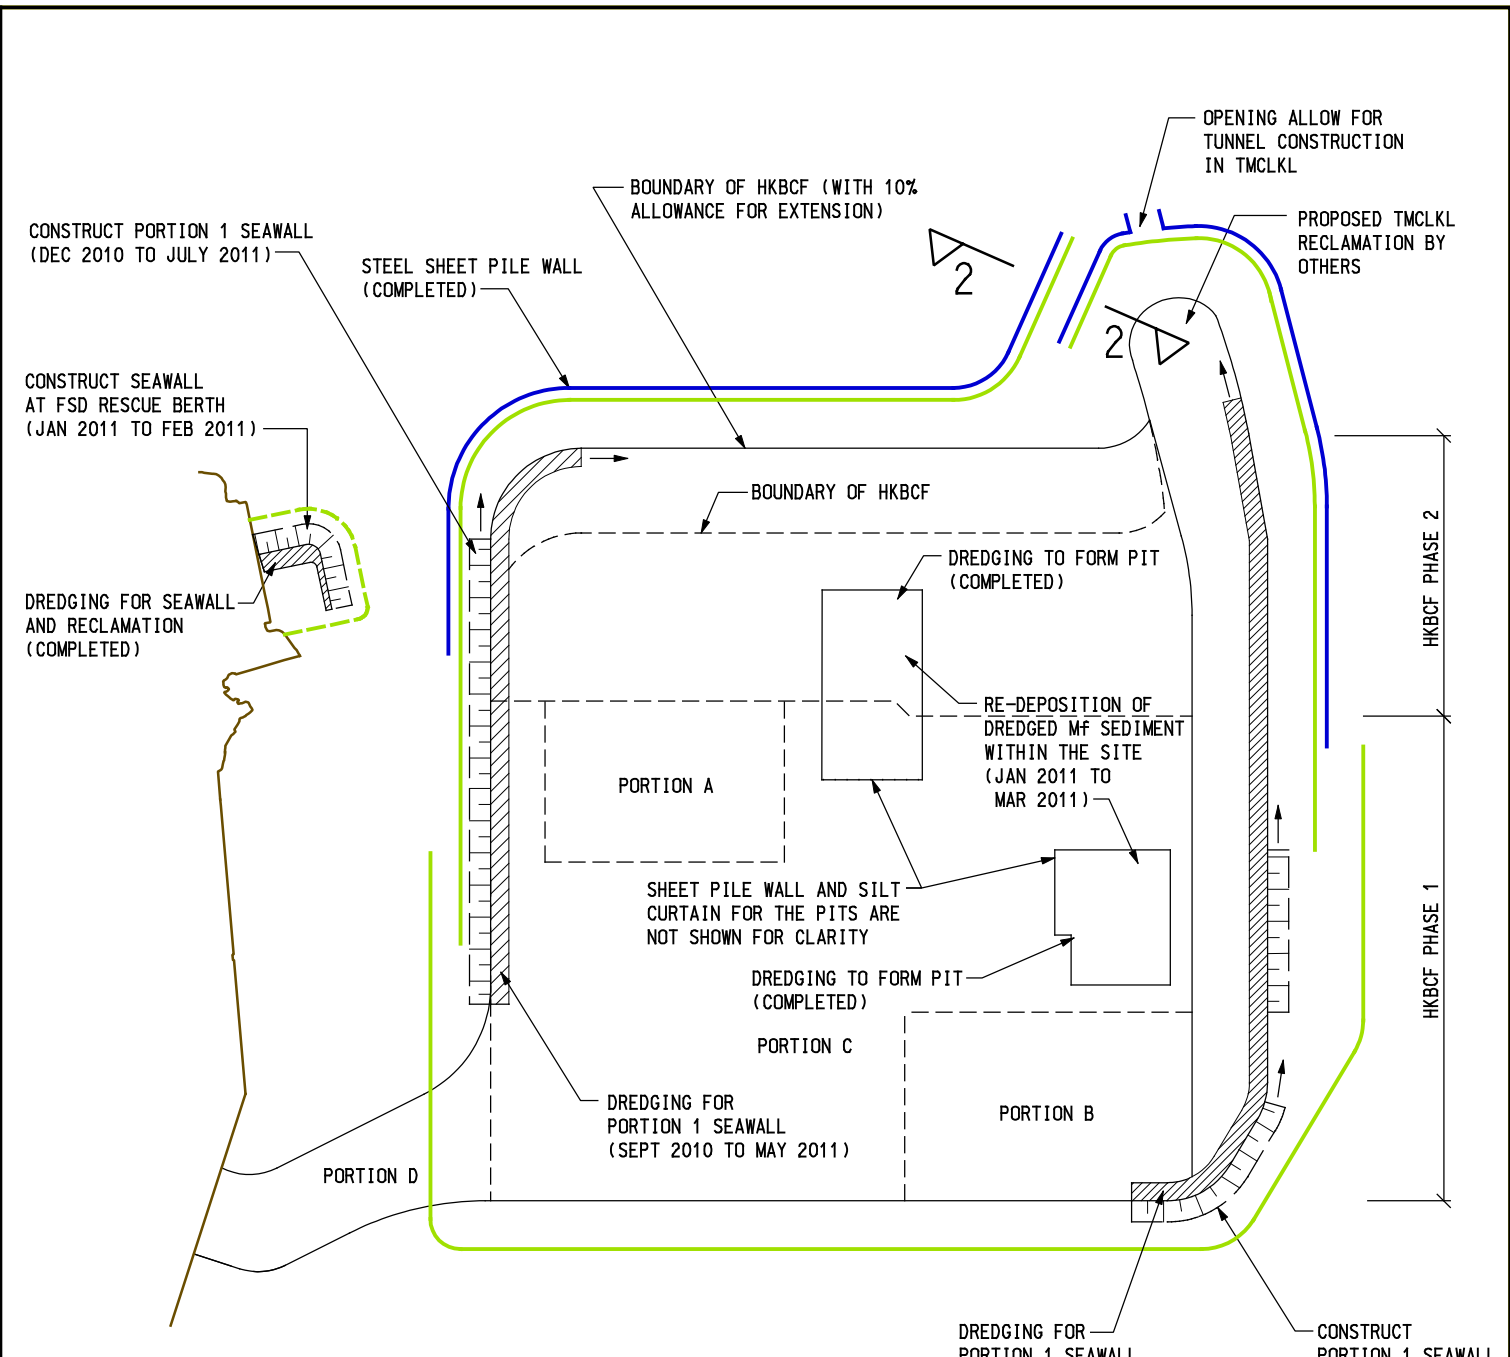 OPENING ALLOW FOR
TUNNEL CONSTRUCTION
IN TMCLKL
BOUNDARY OF HKBCF (WITH 10%
ALLOWANCE FOR EXTENSION)
PROPOSED TMCLKL
RECLAMATION BY
OTHERS
CONSTRUCT PORTION 1 SEAWALL
(DEC 2010 TO JULY 2011)
STEEL SHEET PILE WALL
(COMPLETED)
2
2
CONSTRUCT SEAWALL
AT FSD RESCUE BERTH
(JAN 2011 TO FEB 2011)
BOUNDARY OF HKBCF
DREDGING TO FORM PIT
(COMPLETED)
HKBCF PHASE 2
DREDGING FOR SEAWALL
AND RECLAMATION
(COMPLETED)
RE-DEPOSITION OF
DREDGED Mf SEDIMENT
WITHIN THE SITE
(JAN 2011 TO
MAR 2011)
PORTION A
SHEET PILE WALL AND SILT
CURTAIN FOR THE PITS ARE
NOT SHOWN FOR CLARITY
HKBCF PHASE 1
DREDGING TO FORM PIT
(COMPLETED)
PORTION C
DREDGING FOR
PORTION 1 SEAWALL
(SEPT 2010 TO MAY 2011)
PORTION B
PORTION D
DREDGING FOR
PORTION 1 SEAWALL
CONSTRUCT
PORTION 1 SEAWALL